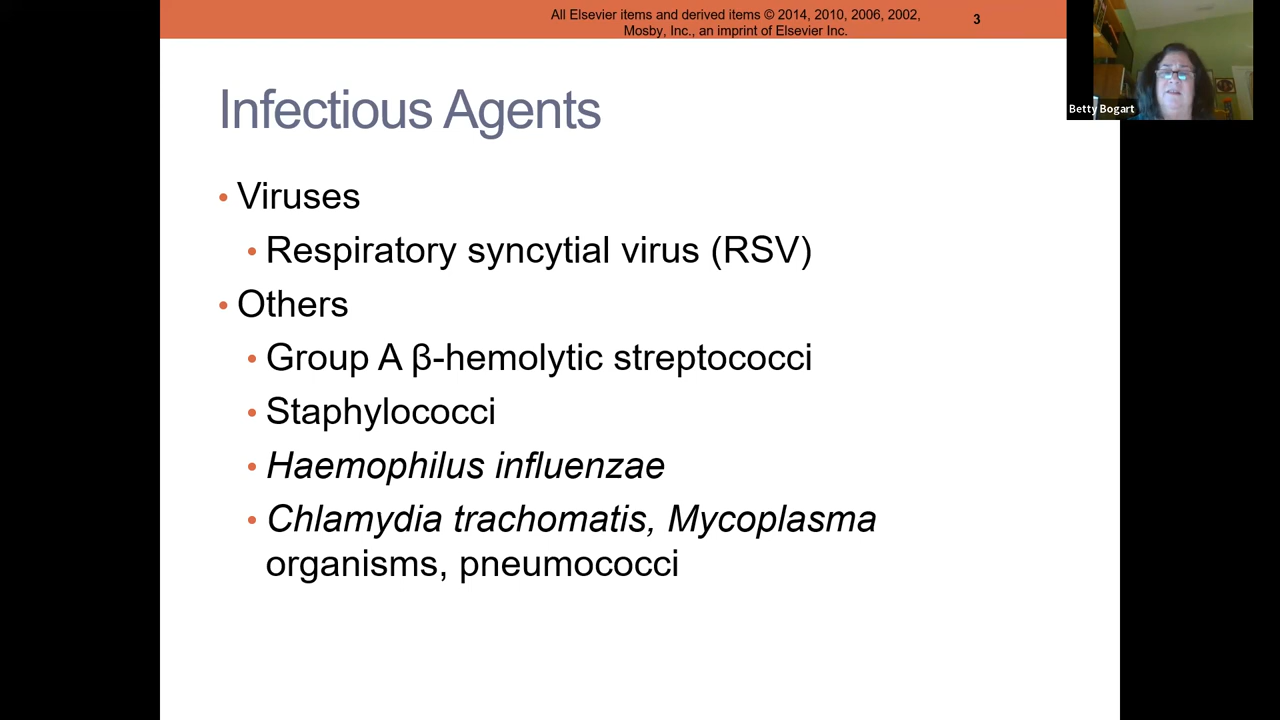 All Elsevier items and derived items © 2014, 2010, 2006, 2002,
Mosby, Inc., an imprint of Elsevier Inc.
3
Betty Bogart
Infectious Agents
• Viruses
• Respiratory syncytial virus (RSV)
• Others
• Group A β-hemolytic streptococci
• Staphylococci
• Haemophilus influenzae
• Chlamydia trachomatis, Mycoplasma
organisms, pneumococci